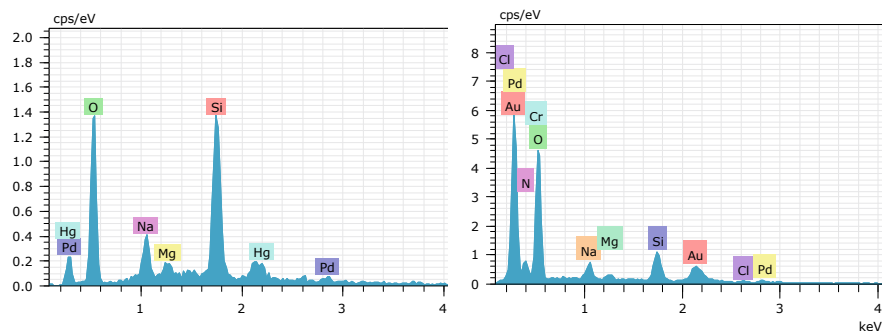 cps/eV
2.0
1.8
1.6
1.4
1.2
1.0
0.8
0.6
0.4
0.2
0.0
O
Si
Hg
Pd
Na
Mg
Hg
Pd
1
2
3
4
cps/eV
8
7
6
5
4
3
2
1
0
Cl
Pd
Au
Cr
O
N
Na
Mg
Si
Au
Cl
Pd
1
2
3
4
keV